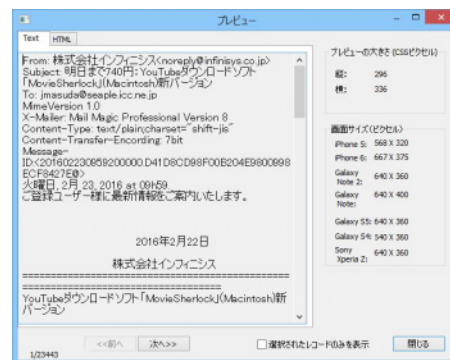 プレビュー
Text
HTML
From: 株式会社インフィニシス<noreply@infinisys.co.jp>
Subject: 明日まで740円: YouTubeダウンロードソフト
「MovieSherlock」(Macintosh)新バージョン
To: jmasuda@seaple.icc.ne.jp
MimeVersion 1.0
X-Mailer: Mail Magic Professional Version 8
Content-Type: text/plain;charset="shift-jis"
Content-Transfer-Encoding: 7bit
Message-
ID<20160223095920000.D41D8CD98F00B204E9800998
ECF8427E@>
火曜日, 2月 23, 2016 at 09h59
ご登録ユーザー様に最新情報をご案内いたします。
2016年2月22日
株式会社インフィニシス
=============================================
==================================
YouTubeダウンロードソフト「MovieSherlock」(Macintosh)新
バージョン
プレビューの大きさ (CSSピクセル)
縦: 296
横: 336
画面サイズ(ピクセル)
iPhone 5: 568 X 320
iPhone 6: 667 X 375
Galaxy Note 2: 640 X 360
Galaxy Note: 640 X 400
Galaxy S5: 640 X 360
Galaxy S4: 640 X 360
Sony Xperia Z: 640 X 360
<<前へ
次へ>>
選択されたレコードのみを表示
閉じる
1/23443